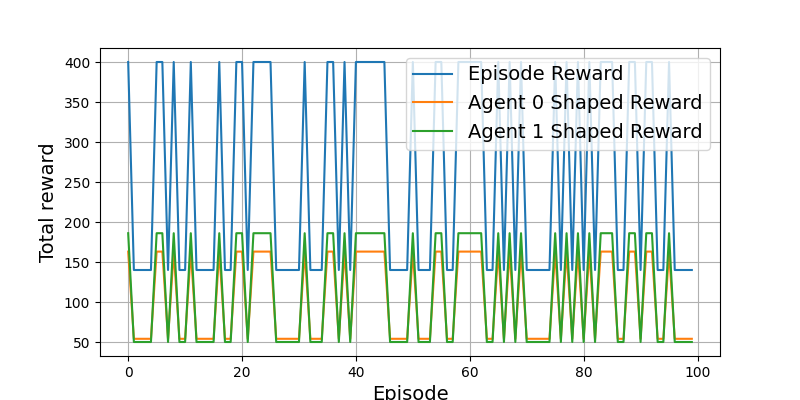 400
350
300
250
200
150
100
50
Total reward
Episode Reward
Agent 0 Shaped Reward
Agent 1 Shaped Reward
0 20 40 60 80 100
Episode